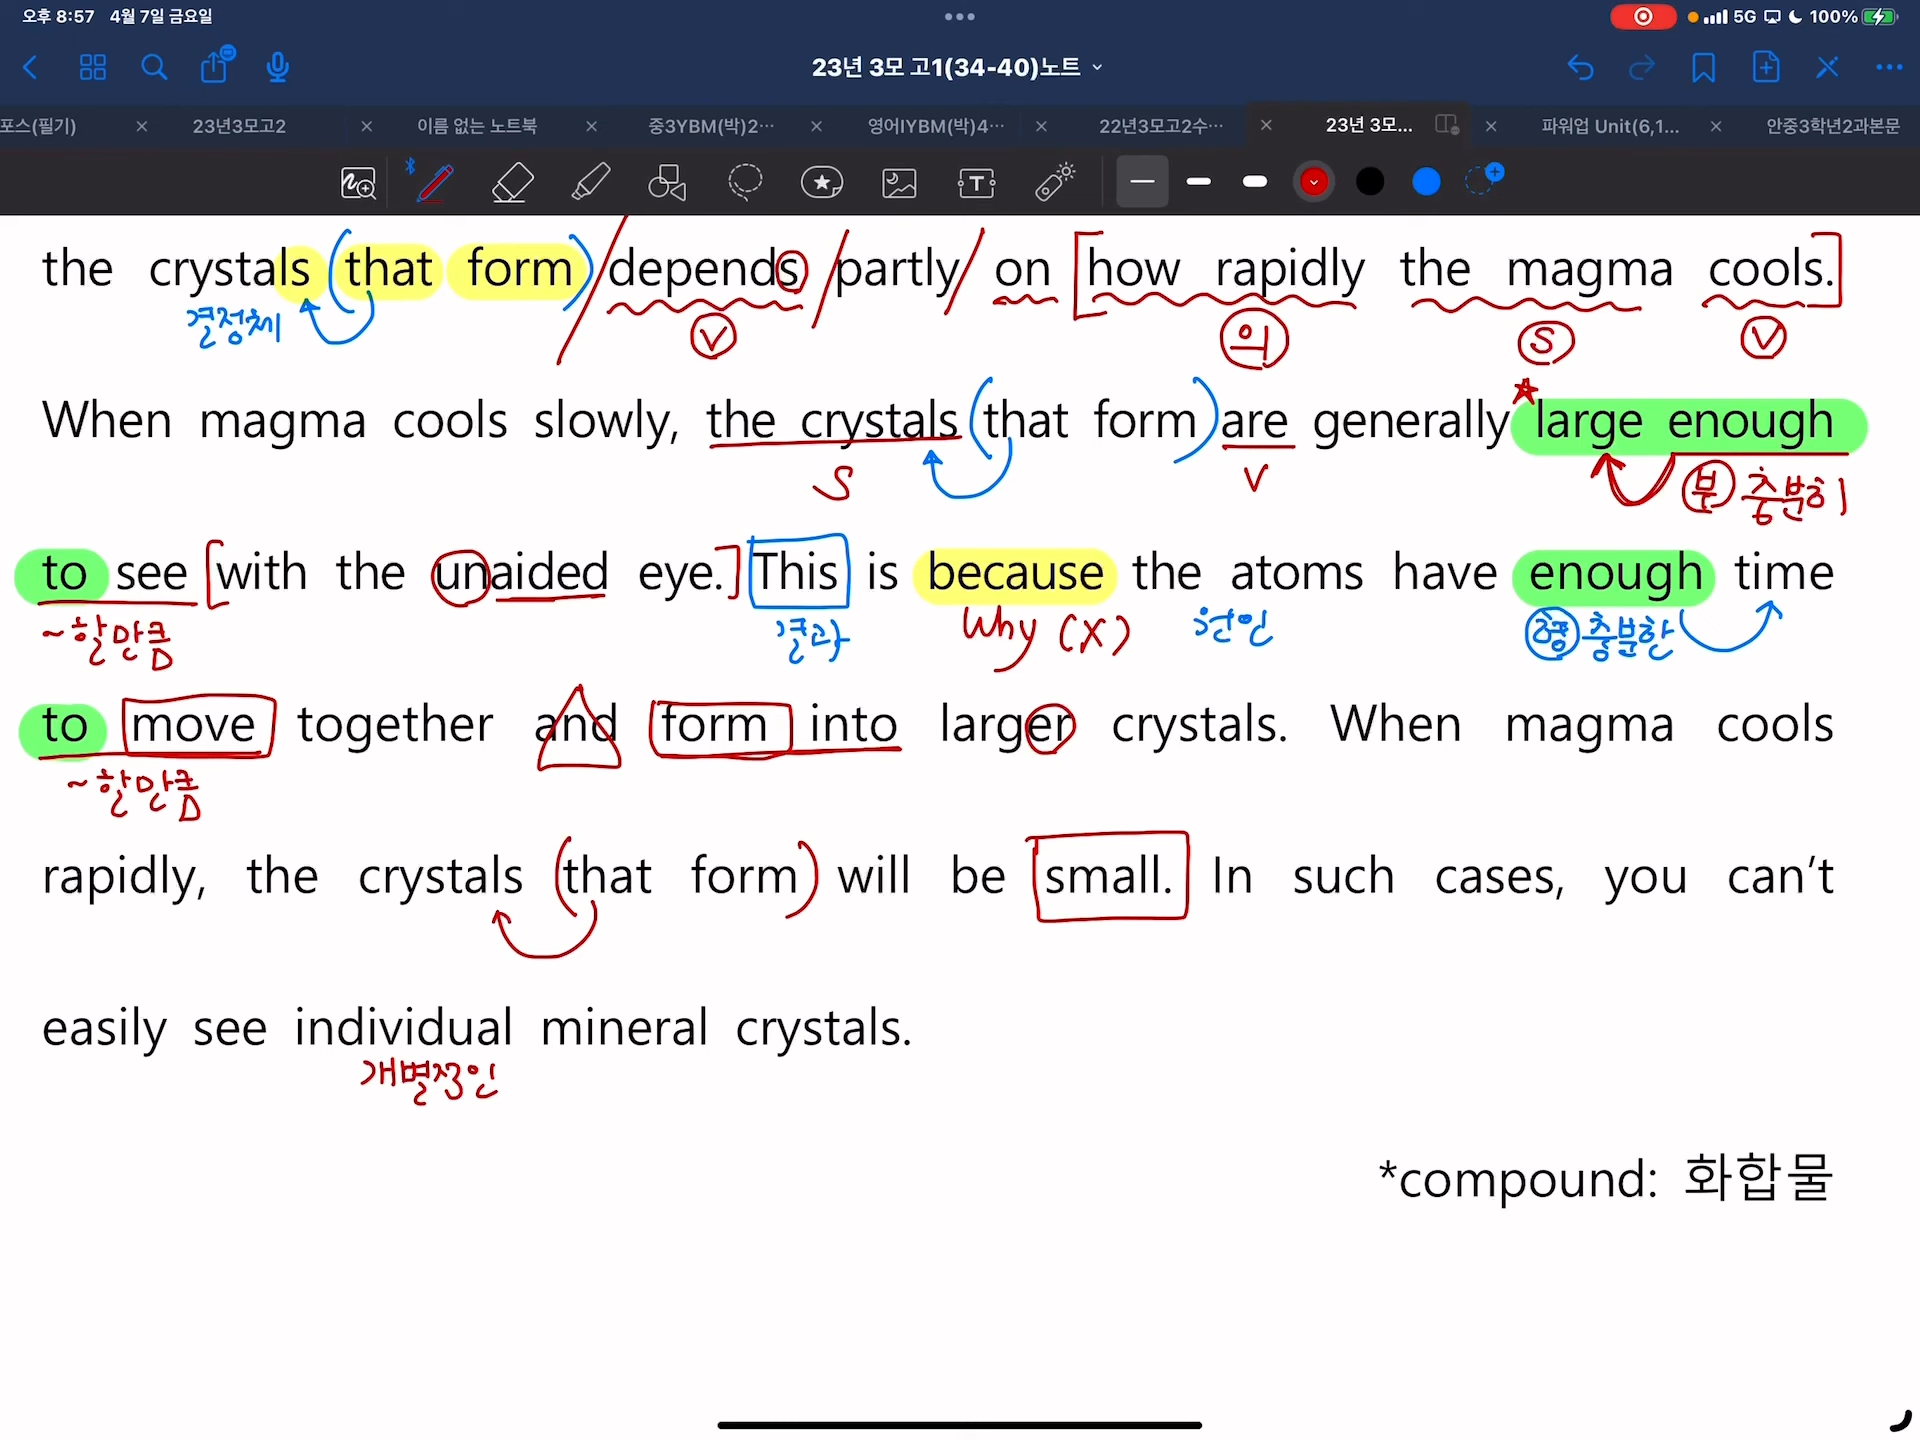 오후 8:57 4월 7일 금요일 5G 100%
23년 3모 고1(34-40)노트
포스(필기) 23년3모고2 이름 없는 노트북 중3YBM(박)2··· 영어IYBM(박)4··· 22년3모고2수··· 23년 3모... 파워업 Unit(6,1... 안중3학년2과본문
the crystals (that form) / depends / partly / on [how rapidly the magma cools.]
결정체 V 의 S V
When magma cools slowly, the crystals (that form) are generally large enough
S V 부 충분히
to see [with the unaided eye.] This is because the atoms have enough time
~할만큼 결과 why (X) 원인 형 충분한
to move together and form into larger crystals. When magma cools
~할만큼
rapidly, the crystals (that form) will be small. In such cases, you can't
easily see individual mineral crystals.
개별적인
*compound: 화합물